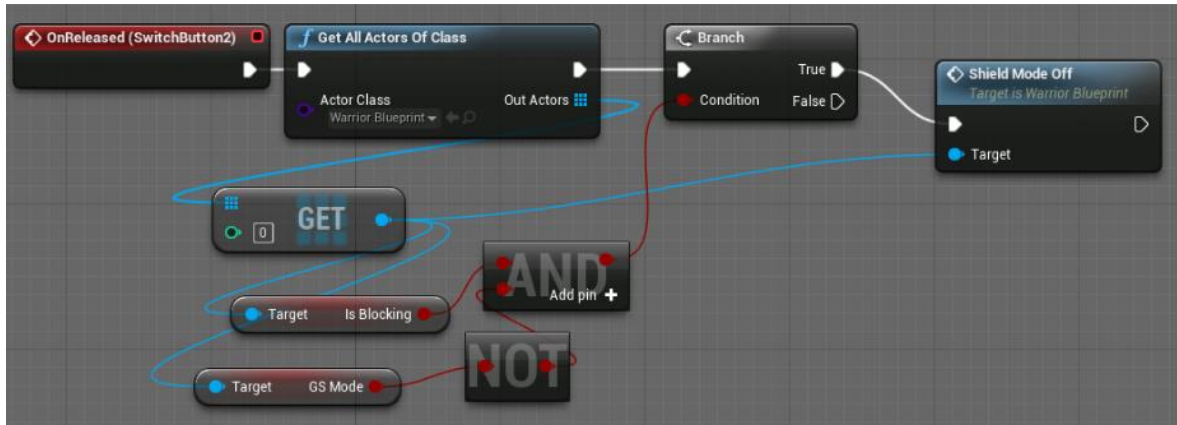 OnReleased (SwitchButton2)
Get All Actors Of Class
Actor Class
Warrior Blueprint
Out Actors
Branch
True
Condition
False
Shield Mode Off
Target is Warrior Blueprint
Target
GET
0
AND
Add pin
Target
Is Blocking
NOT
Target
GS Mode